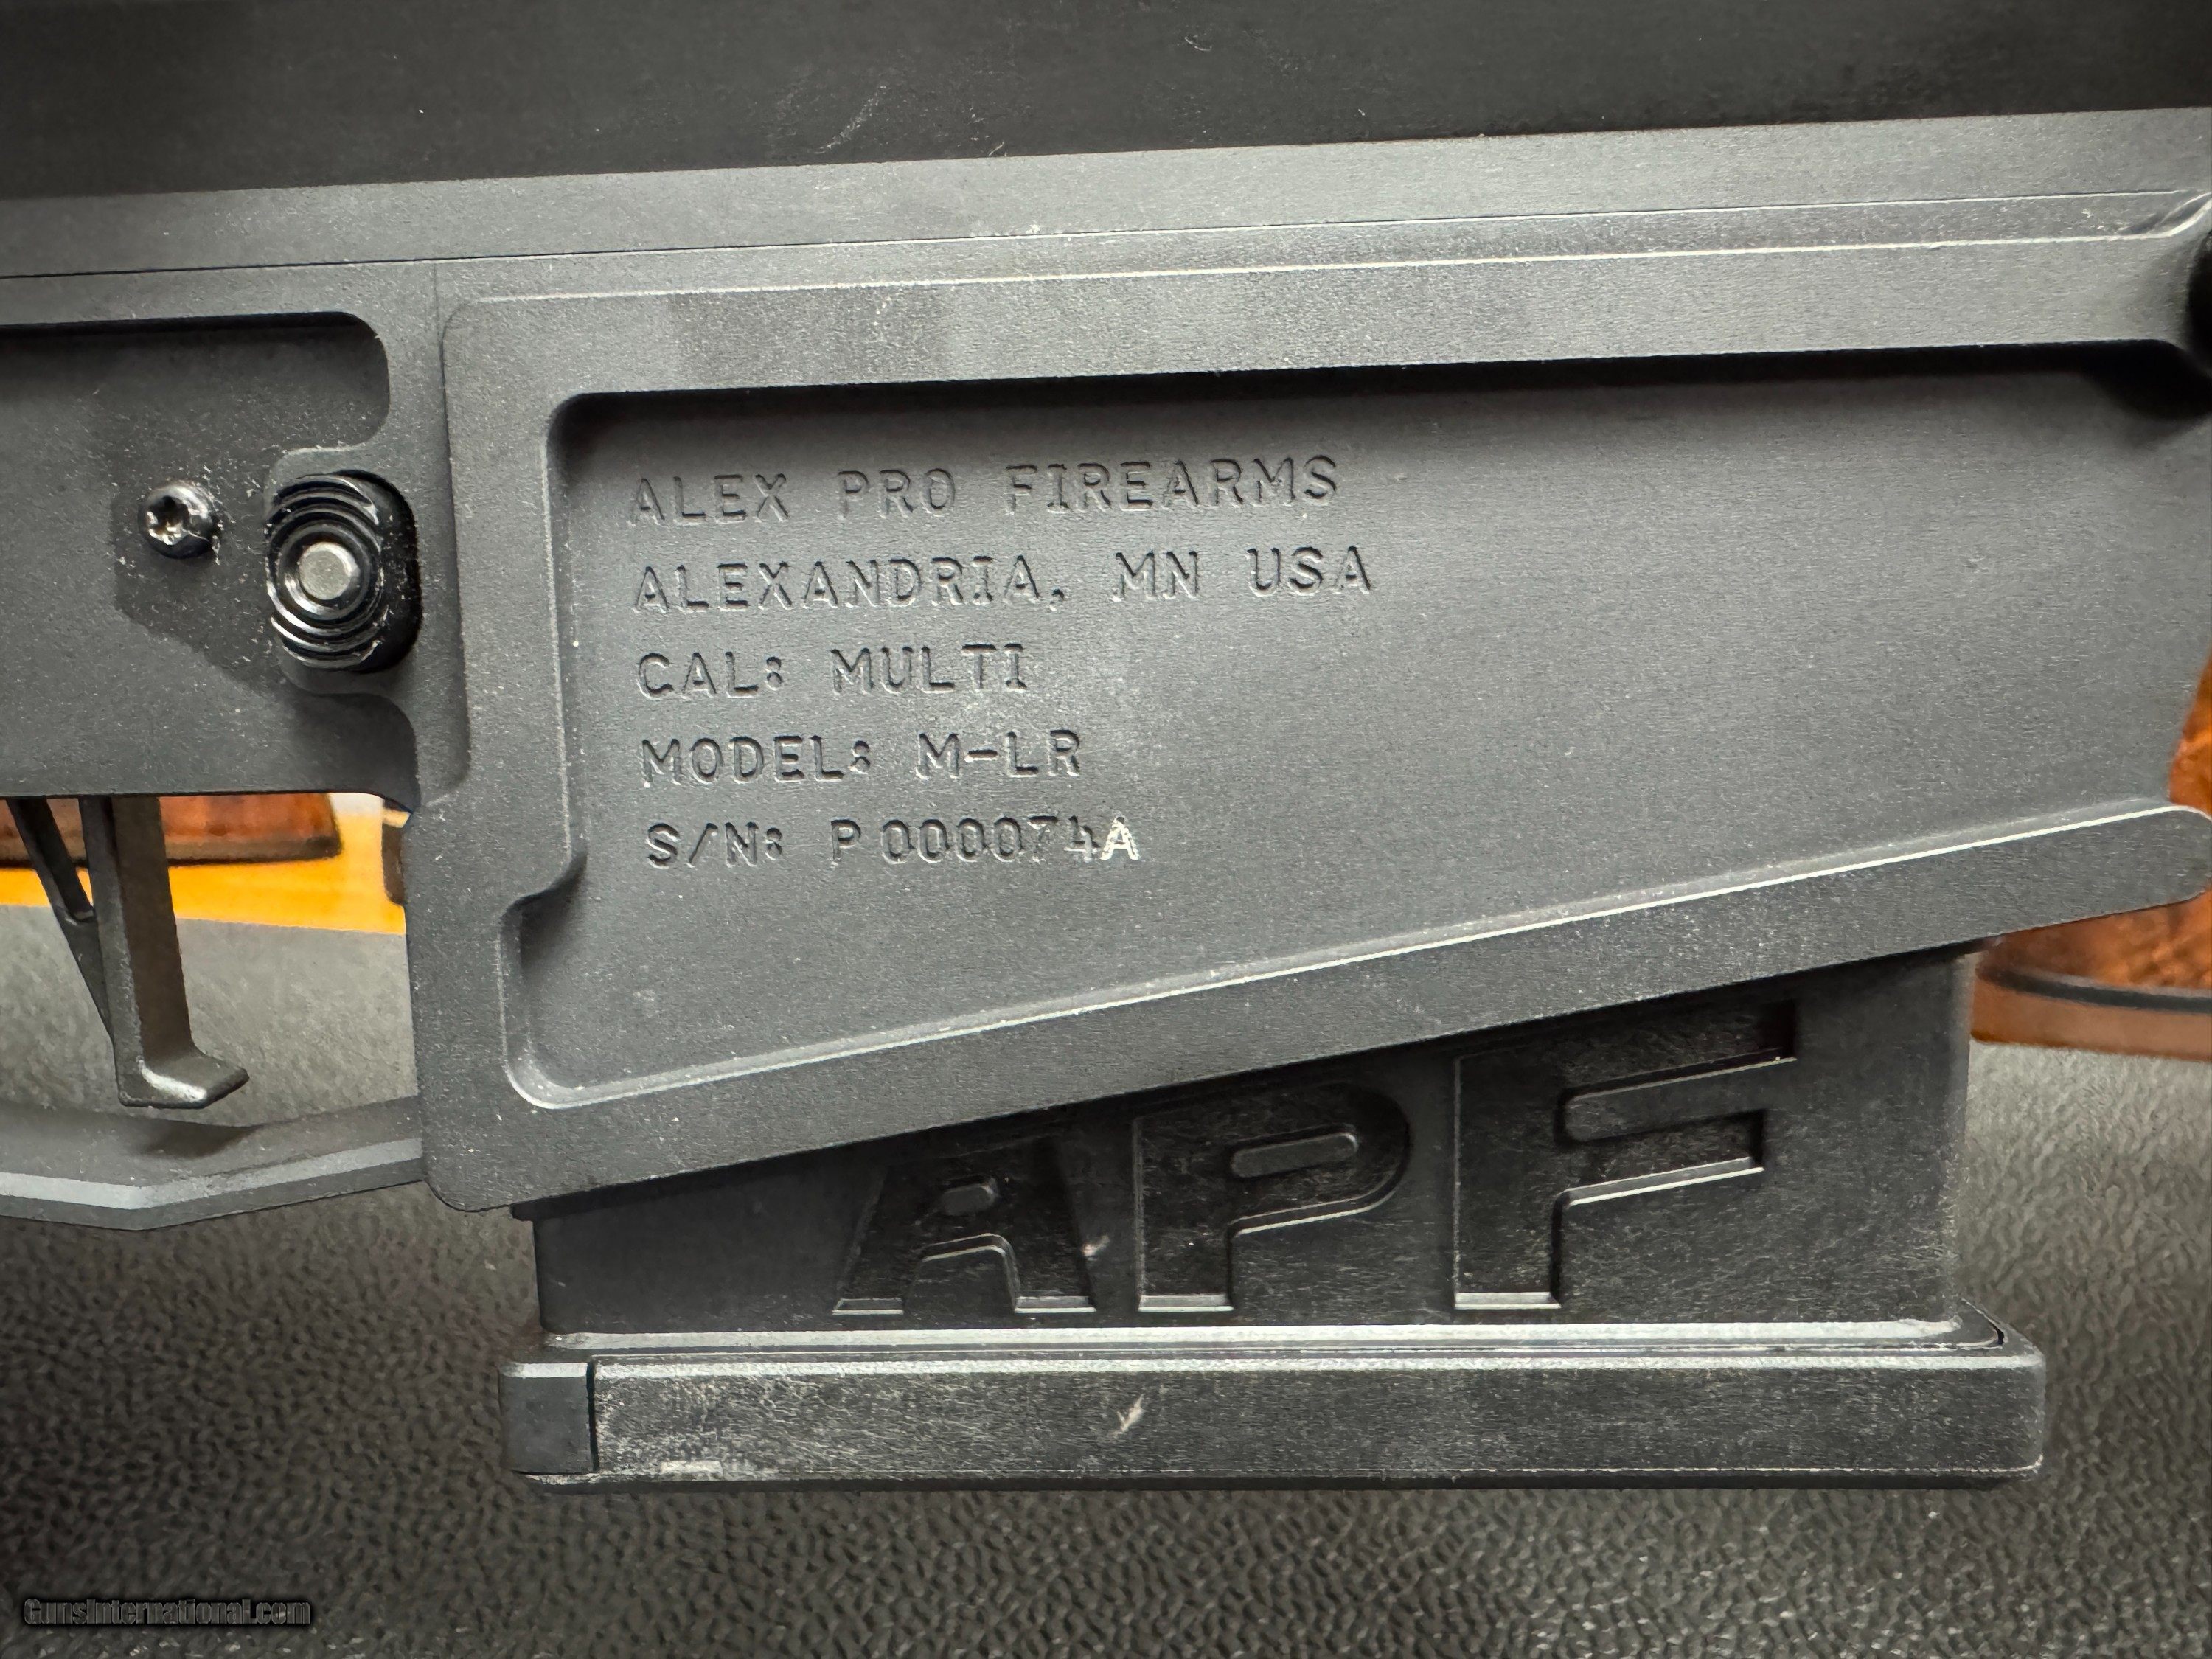 ALEX PRO FIREARMS
ALEXANDRIA, MN USA
CAL: MULTI
MODEL: M-LR
S/N: P000074A
APF
GunsInternational.com